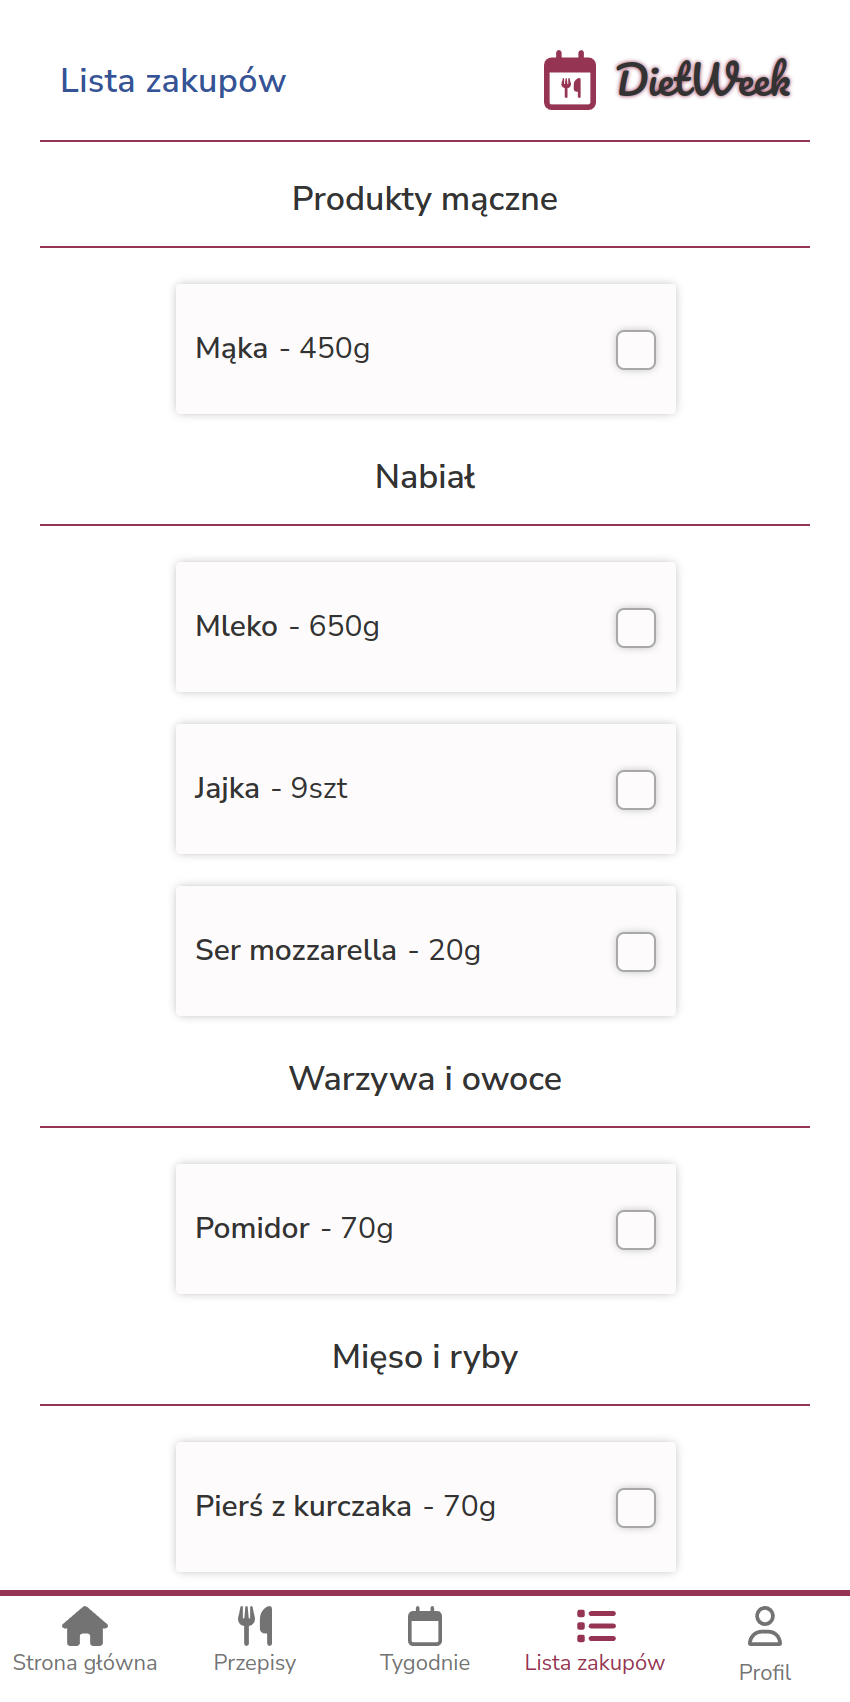 Lista zakupów
DietWeek
Produkty mączne
Mąka - 450g
Nabiał
Mleko - 650g
Jajka - 9szt
Ser mozzarella - 20g
Warzywa i owoce
Pomidor - 70g
Mięso i ryby
Pierś z kurczaka - 70g
Strona główna
Przepisy
Tygodnie
Lista zakupów
Profil